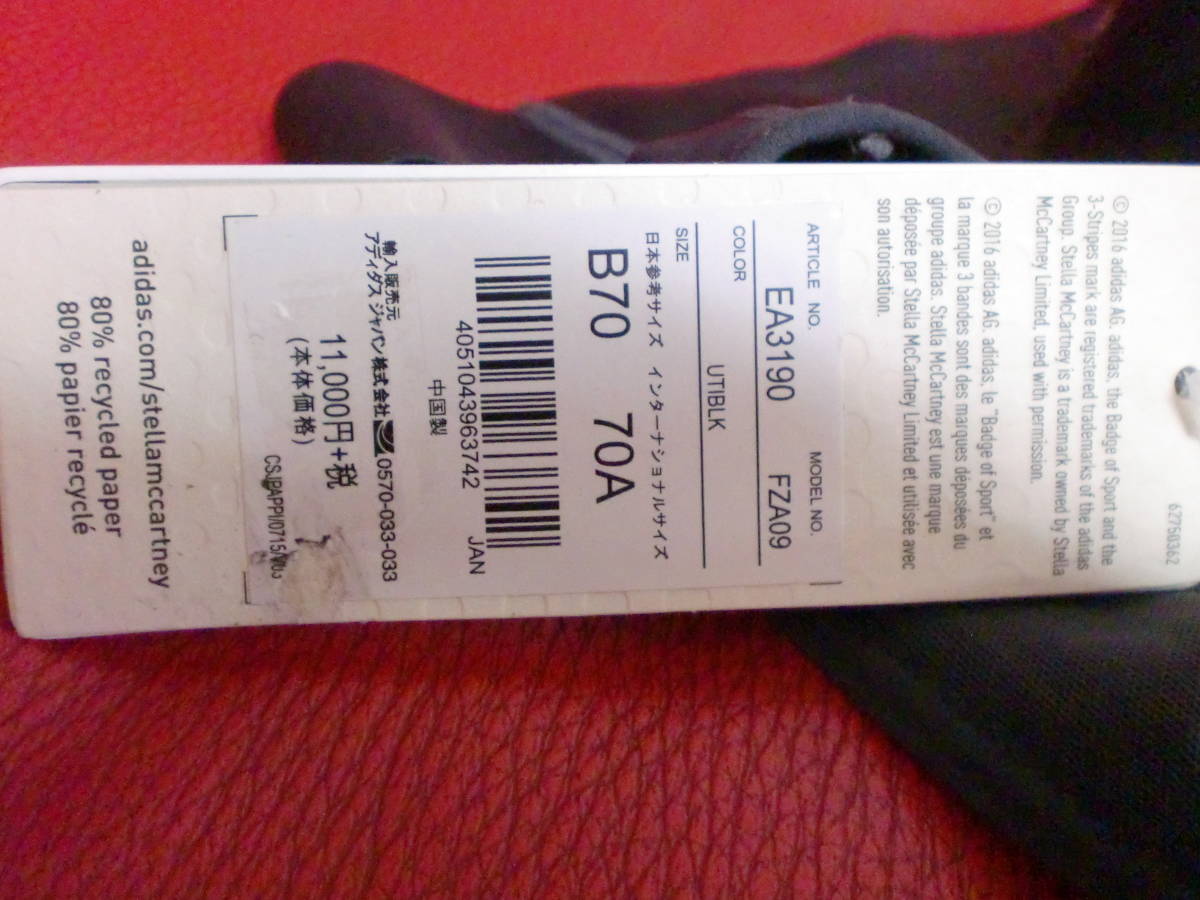 62750362
© 2016 adidas AG. adidas, the Badge of Sport and the
3-Stripes mark are registered trademarks of the adidas
Group. Stella McCartney is a trademark owned by Stella
McCartney Limited, used with permission.
© 2016 adidas AG. adidas, le "Badge of Sport" et
la marque 3 bandes sont des marques déposées du
groupe adidas. Stella McCartney est une marque
déposée par Stella McCartney Limited et utilisée avec
son autorisation.
ARTICLE NO. MODEL NO.
EA3190 FZA09
COLOR
UTIBLK
SIZE
日本参考サイズ インターナショナルサイズ
B70 70A
4051043963742 JAN
中国製
輸入販売元
アディダス ジャパン株式会社 0570-033-033
11,000円+税
(本体価格)
adidas.com/stellamccartney
80% recycled paper
80% papier recyclé